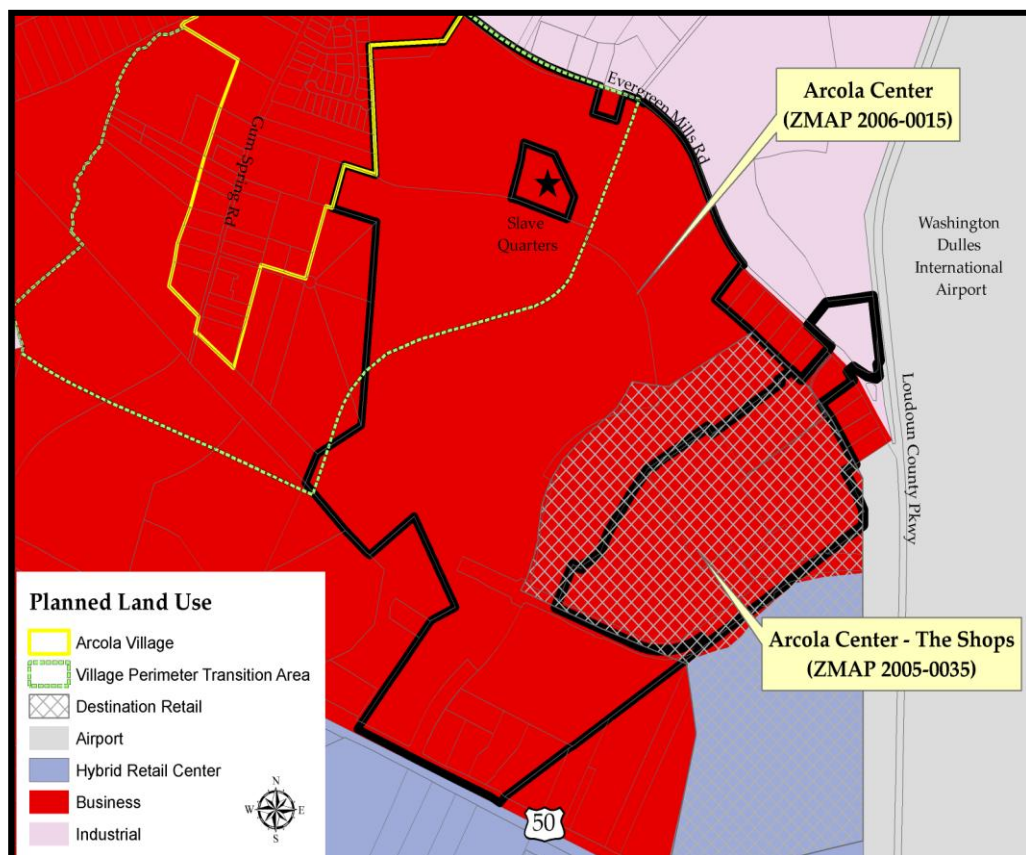 Evergreen Mills Rd
Arcola Center
(ZMAP 2006-0015)
Gum Spring Rd
Slave
Quarters
Washington
Dulles
International
Airport
Loudoun County Pkwy
Arcola Center - The Shops
(ZMAP 2005-0035)
Planned Land Use
Arcola Village
Village Perimeter Transition Area
Destination Retail
Airport
Hybrid Retail Center
Business
Industrial
N
W E
S
50